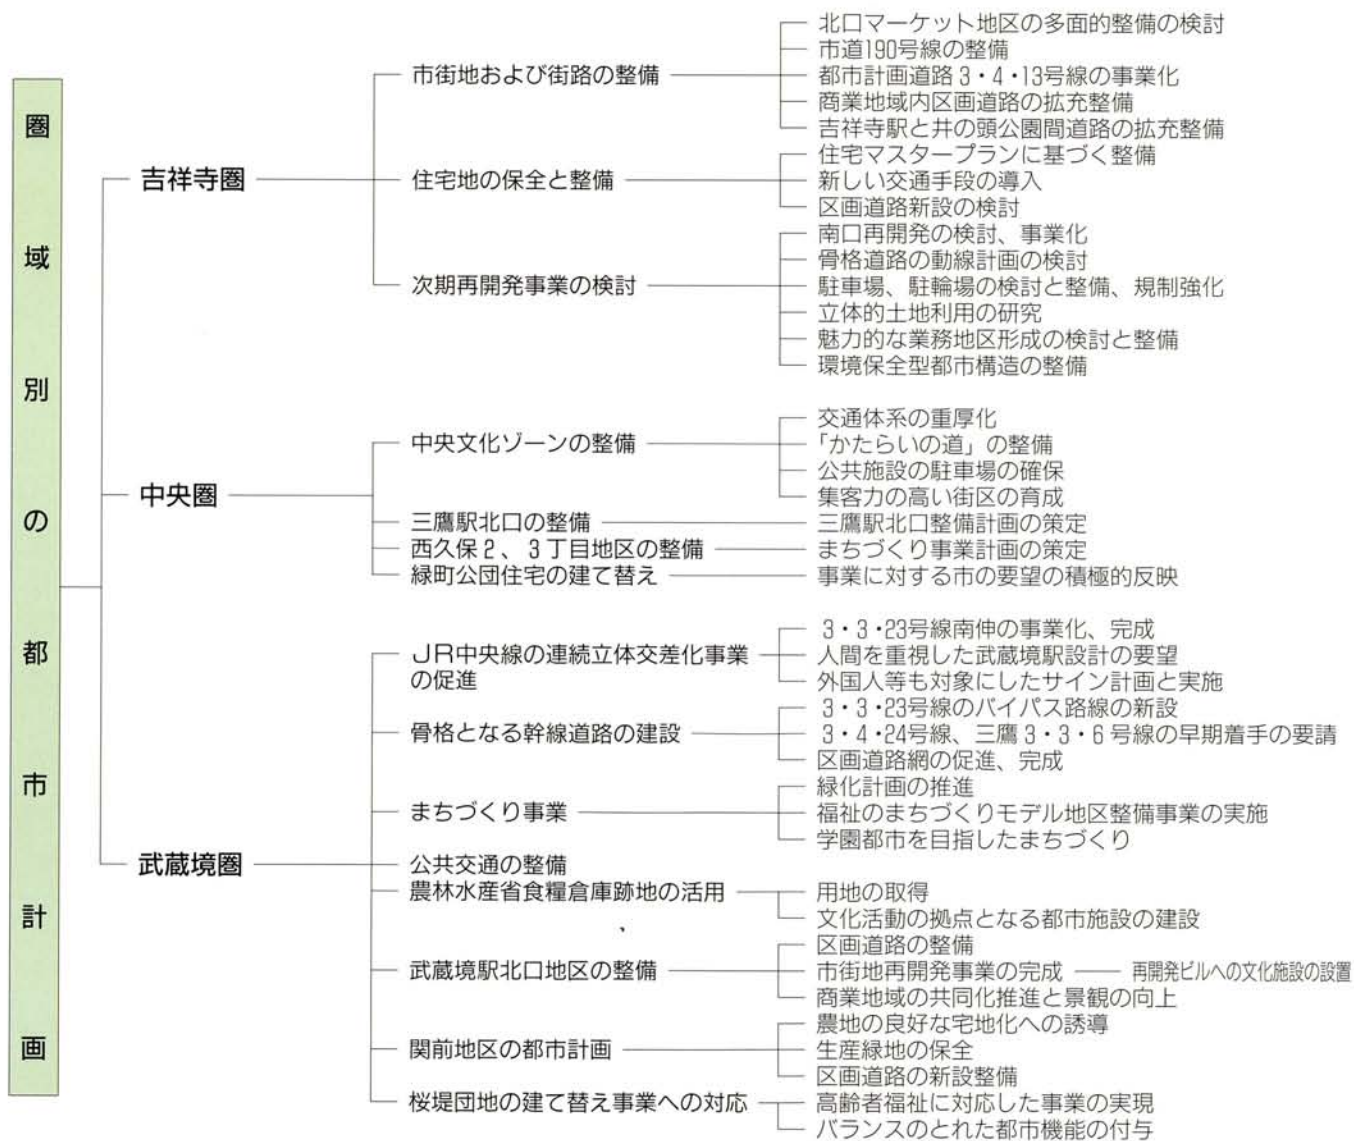 圏域別の都市計画
吉祥寺圏
市街地および街路の整備
北口マーケット地区の多面的整備の検討
市道190号線の整備
都市計画道路3・4・13号線の事業化
商業地域内区画道路の拡充整備
吉祥寺駅と井の頭公園間道路の拡充整備
住宅地の保全と整備
住宅マスタープランに基づく整備
新しい交通手段の導入
区画道路新設の検討
次期再開発事業の検討
南口再開発の検討、事業化
骨格道路の動線計画の検討
駐車場、駐輪場の検討と整備、規制強化
立体的土地利用の研究
魅力的な業務地区形成の検討と整備
環境保全型都市構造の整備
中央圏
中央文化ゾーンの整備
交通体系の重厚化
「かたらいの道」の整備
公共施設の駐車場の確保
集客力の高い街区の育成
三鷹駅北口の整備
三鷹駅北口整備計画の策定
西久保2、3丁目地区の整備
まちづくり事業計画の策定
緑町公団住宅の建て替え
事業に対する市の要望の積極的反映
武蔵境圏
JR中央線の連続立体交差化事業
の促進
3・3・23号線南伸の事業化、完成
人間を重視した武蔵境駅設計の要望
外国人等も対象にしたサイン計画と実施
骨格となる幹線道路の建設
3・3・23号線のバイパス路線の新設
3・4・24号線、三鷹3・3・6号線の早期着手の要請
区画道路網の促進、完成
まちづくり事業
緑化計画の推進
福祉のまちづくりモデル地区整備事業の実施
学園都市を目指したまちづくり
公共交通の整備
農林水産省食糧倉庫跡地の活用
用地の取得
文化活動の拠点となる都市施設の建設
武蔵境駅北口地区の整備
区画道路の整備
市街地再開発事業の完成
再開発ビルへの文化施設の設置
商業地域の共同化推進と景観の向上
関前地区の都市計画
農地の良好な宅地化への誘導
生産緑地の保全
区画道路の新設整備
桜堤団地の建て替え事業への対応
高齢者福祉に対応した事業の実現
バランスのとれた都市機能の付与